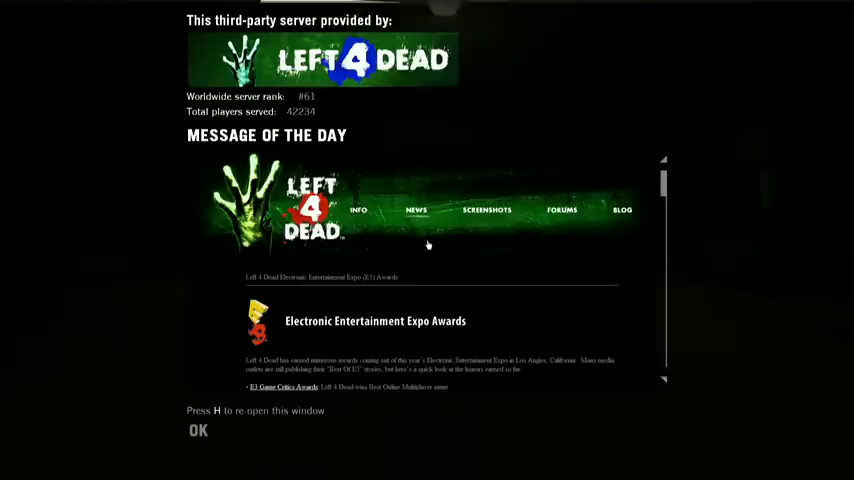 This third-party server provided by:
LEFT 4 DEAD
Worldwide server rank: #61
Total players served: 42234
MESSAGE OF THE DAY
LEFT
4
DEAD
INFO NEWS SCREENSHOTS FORUMS BLOG
Left 4 Dead Electronic Entertainment Expo (E3) Awards
E3
Electronic Entertainment Expo Awards
Left 4 Dead has earned numerous awards coming out of this year's Electronic Entertainment Expo in Los Angles, California Many media
outlets are still publishing their "Best Of E3" stories, but here's a quick look at the honors earned so far
• E3 Game Critics Awards: Left 4 Dead wins Best Online Multiplayer game
Press H to re-open this window
OK